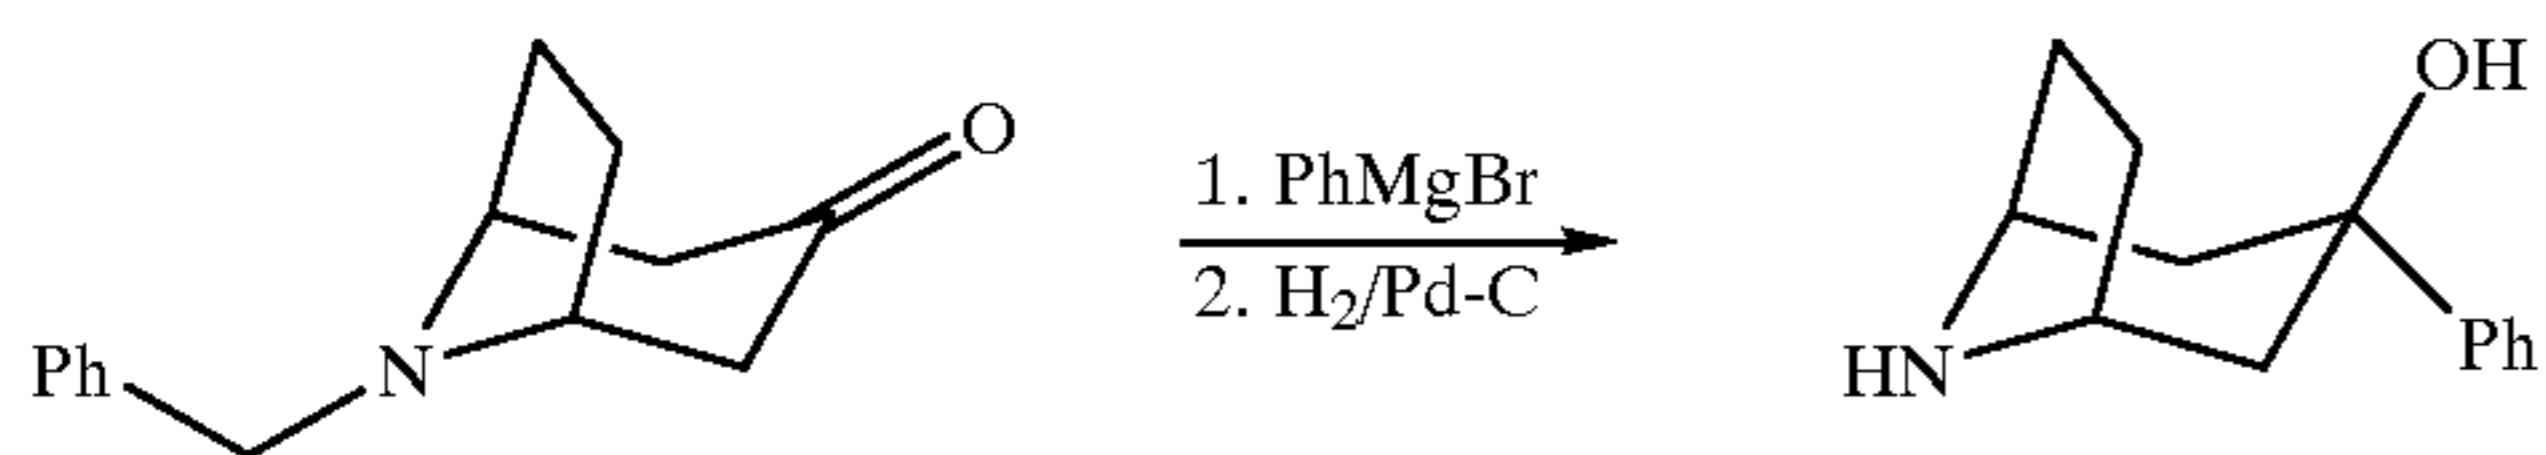 O
OH
1. PhMgBr
2. H₂/Pd-C
Ph
N
HN
Ph